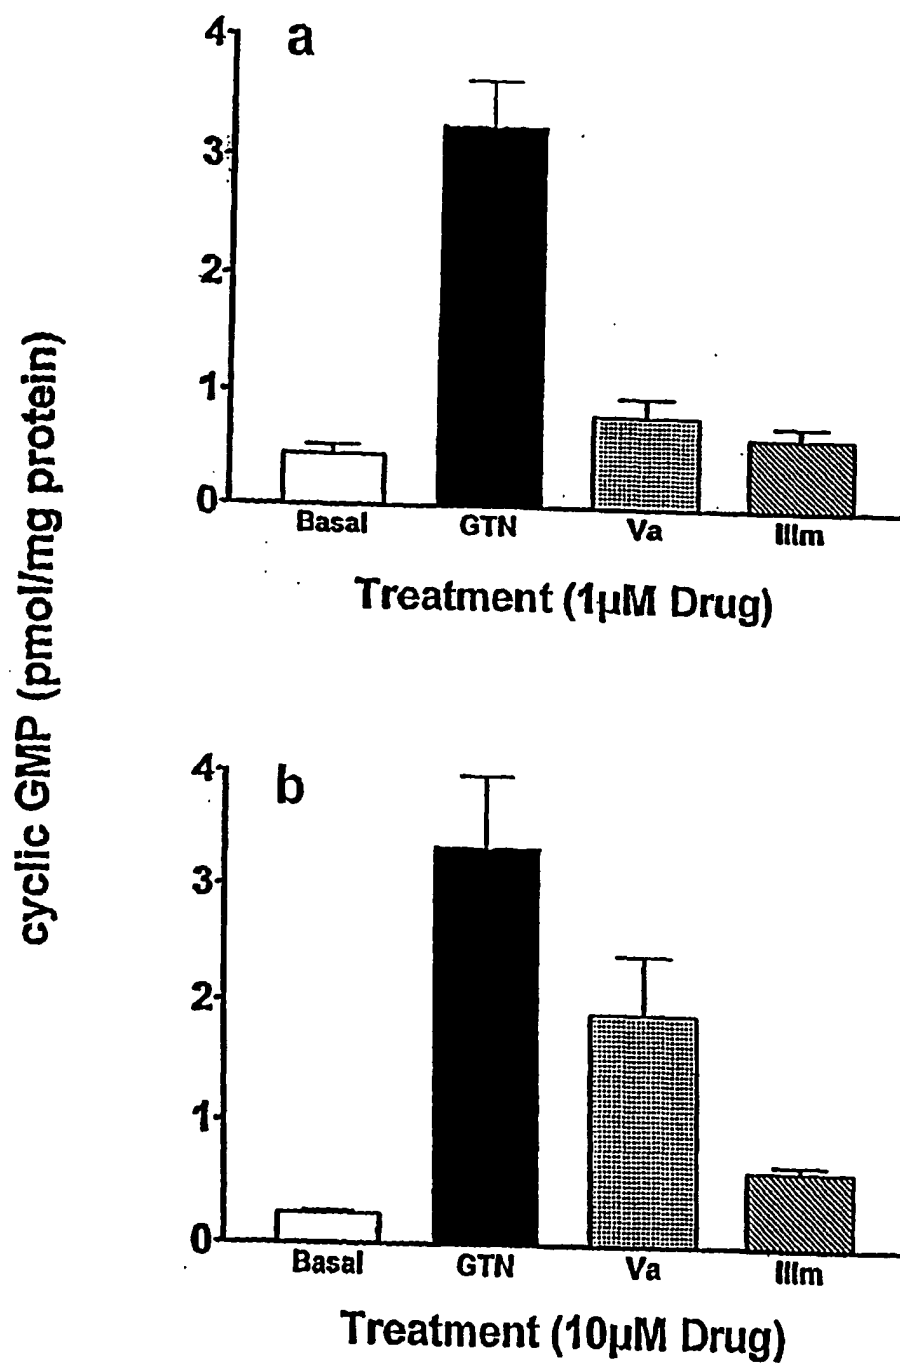 a
4
3
2
1
0
Basal GTN Va IIIm
Treatment (1µM Drug)
cyclic GMP (pmol/mg protein)
b
4
3
2
1
0
Basal GTN Va IIIm
Treatment (10µM Drug)